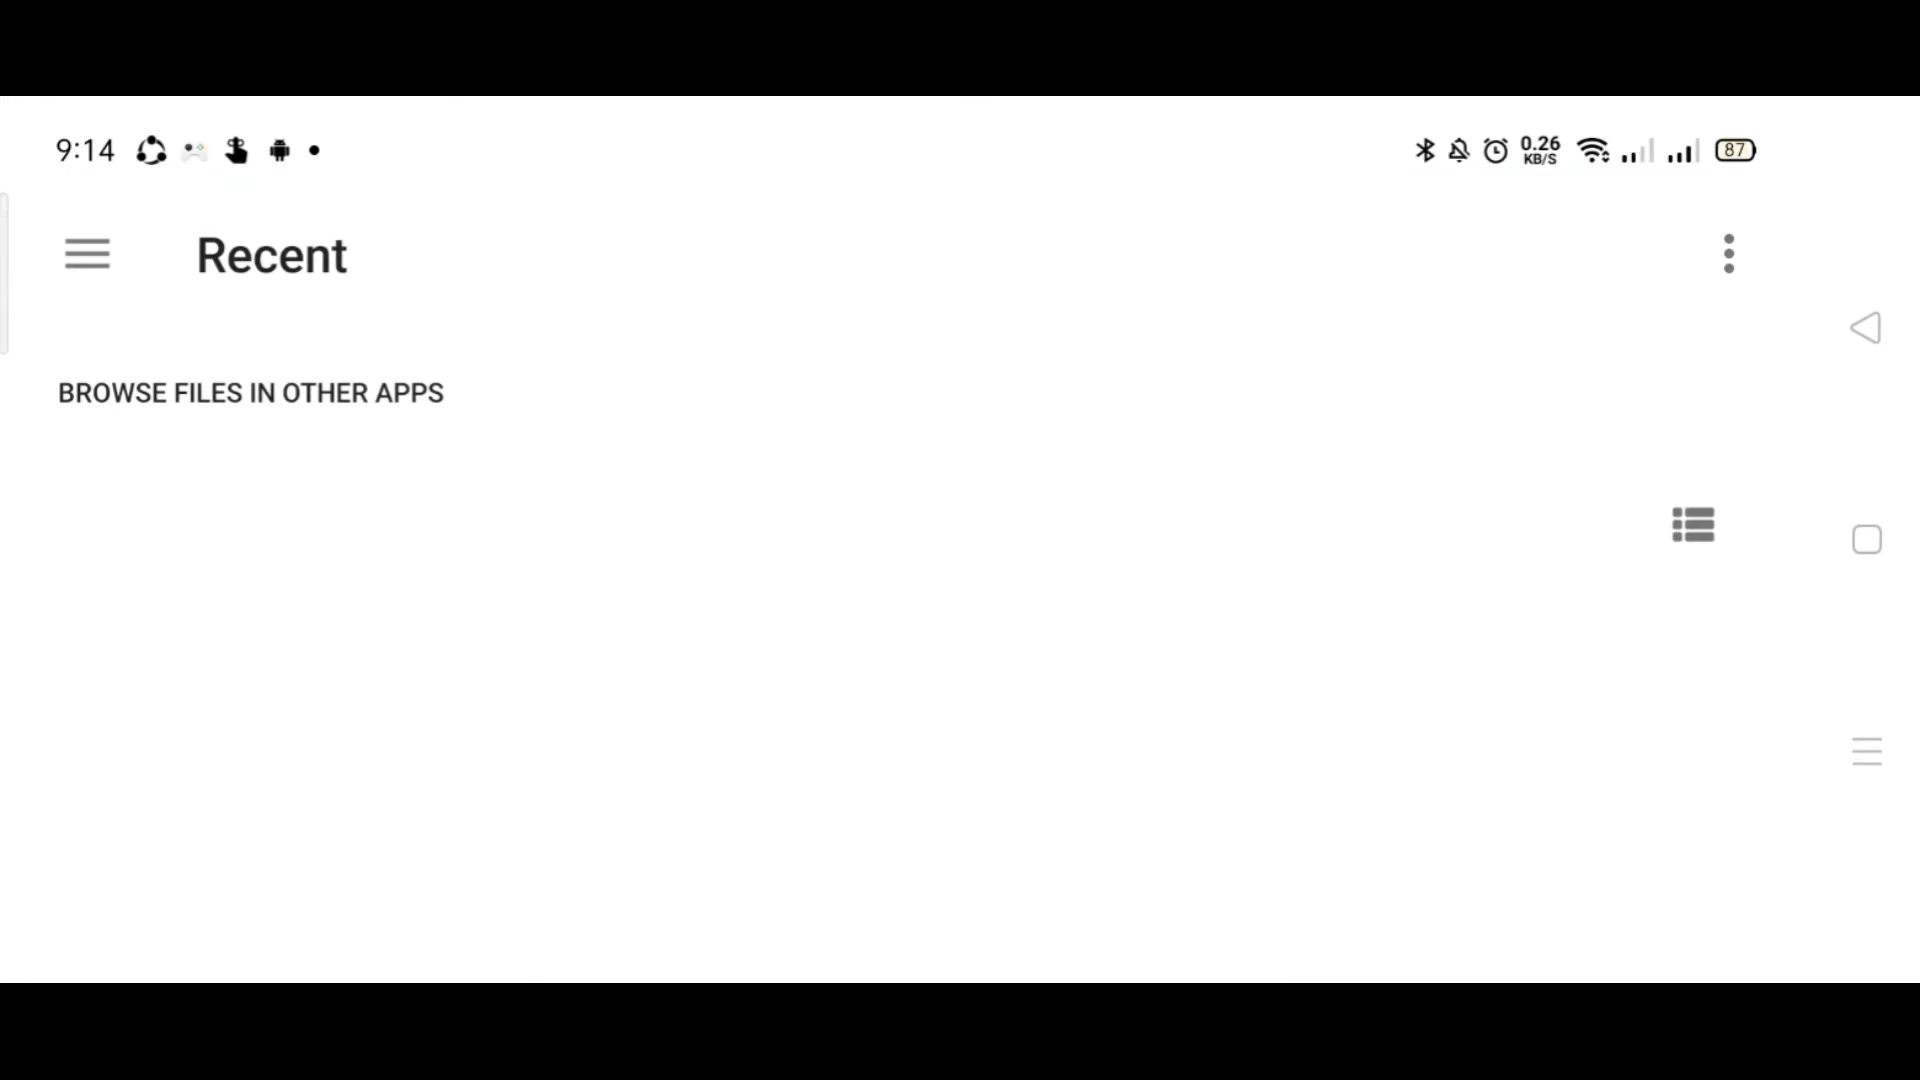 9:14
0.26
KB/S
87
Recent
BROWSE FILES IN OTHER APPS